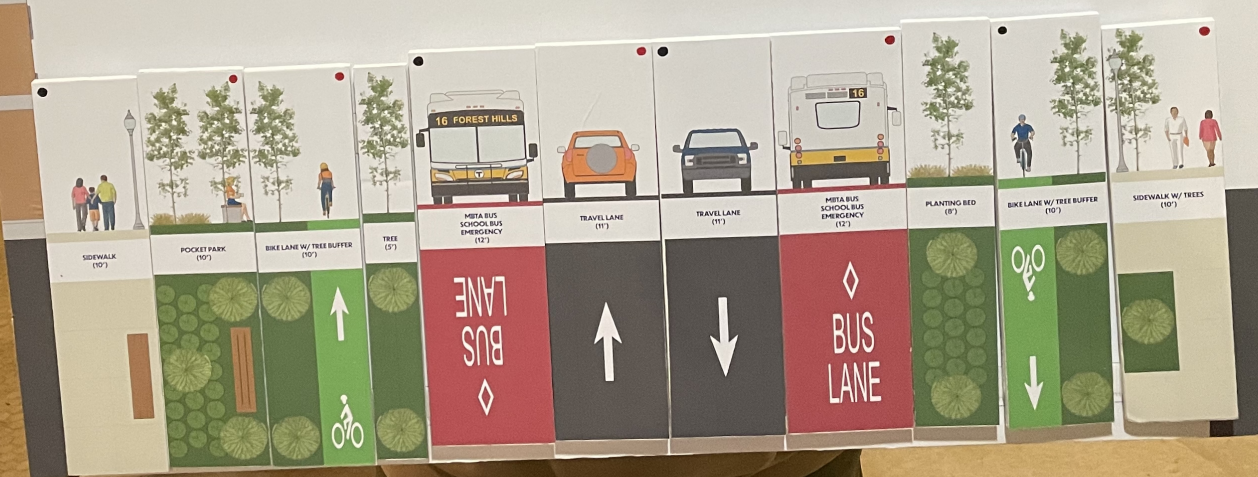 SIDEWALK
(10')
POCKET PARK
(10')
BIKE LANE W/ TREE BUFFER
(10')
TREE
(5')
16 FOREST HILLS
T
MBTA BUS
SCHOOL BUS
EMERGENCY
(12')
BUS
LANE
TRAVEL LANE
(11')
TRAVEL LANE
(11')
16
MBTA BUS
SCHOOL BUS
EMERGENCY
(12')
BUS
LANE
PLANTING BED
(8')
BIKE LANE W/ TREE BUFFER
(10')
SIDEWALK W/ TREES
(10')